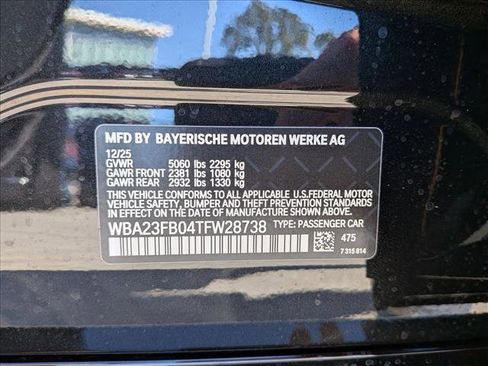 MFD BY BAYERISCHE MOTOREN WERKE AG
12/25
GVWR 5060 lbs 2295 kg
GAWR FRONT 2381 lbs 1080 kg
GAWR REAR 2932 lbs 1330 kg
THIS VEHICLE CONFORMS TO ALL APPLICABLE U.S.FEDERAL MOTOR
VEHICLE SAFETY, BUMPER AND THEFT PREVENTION STANDARDS
IN EFFECT ON THE DATE OF MANUFACTURE SHOWN ABOVE.
WBA23FB04TFW28738 TYPE: PASSENGER CAR
475
7315814